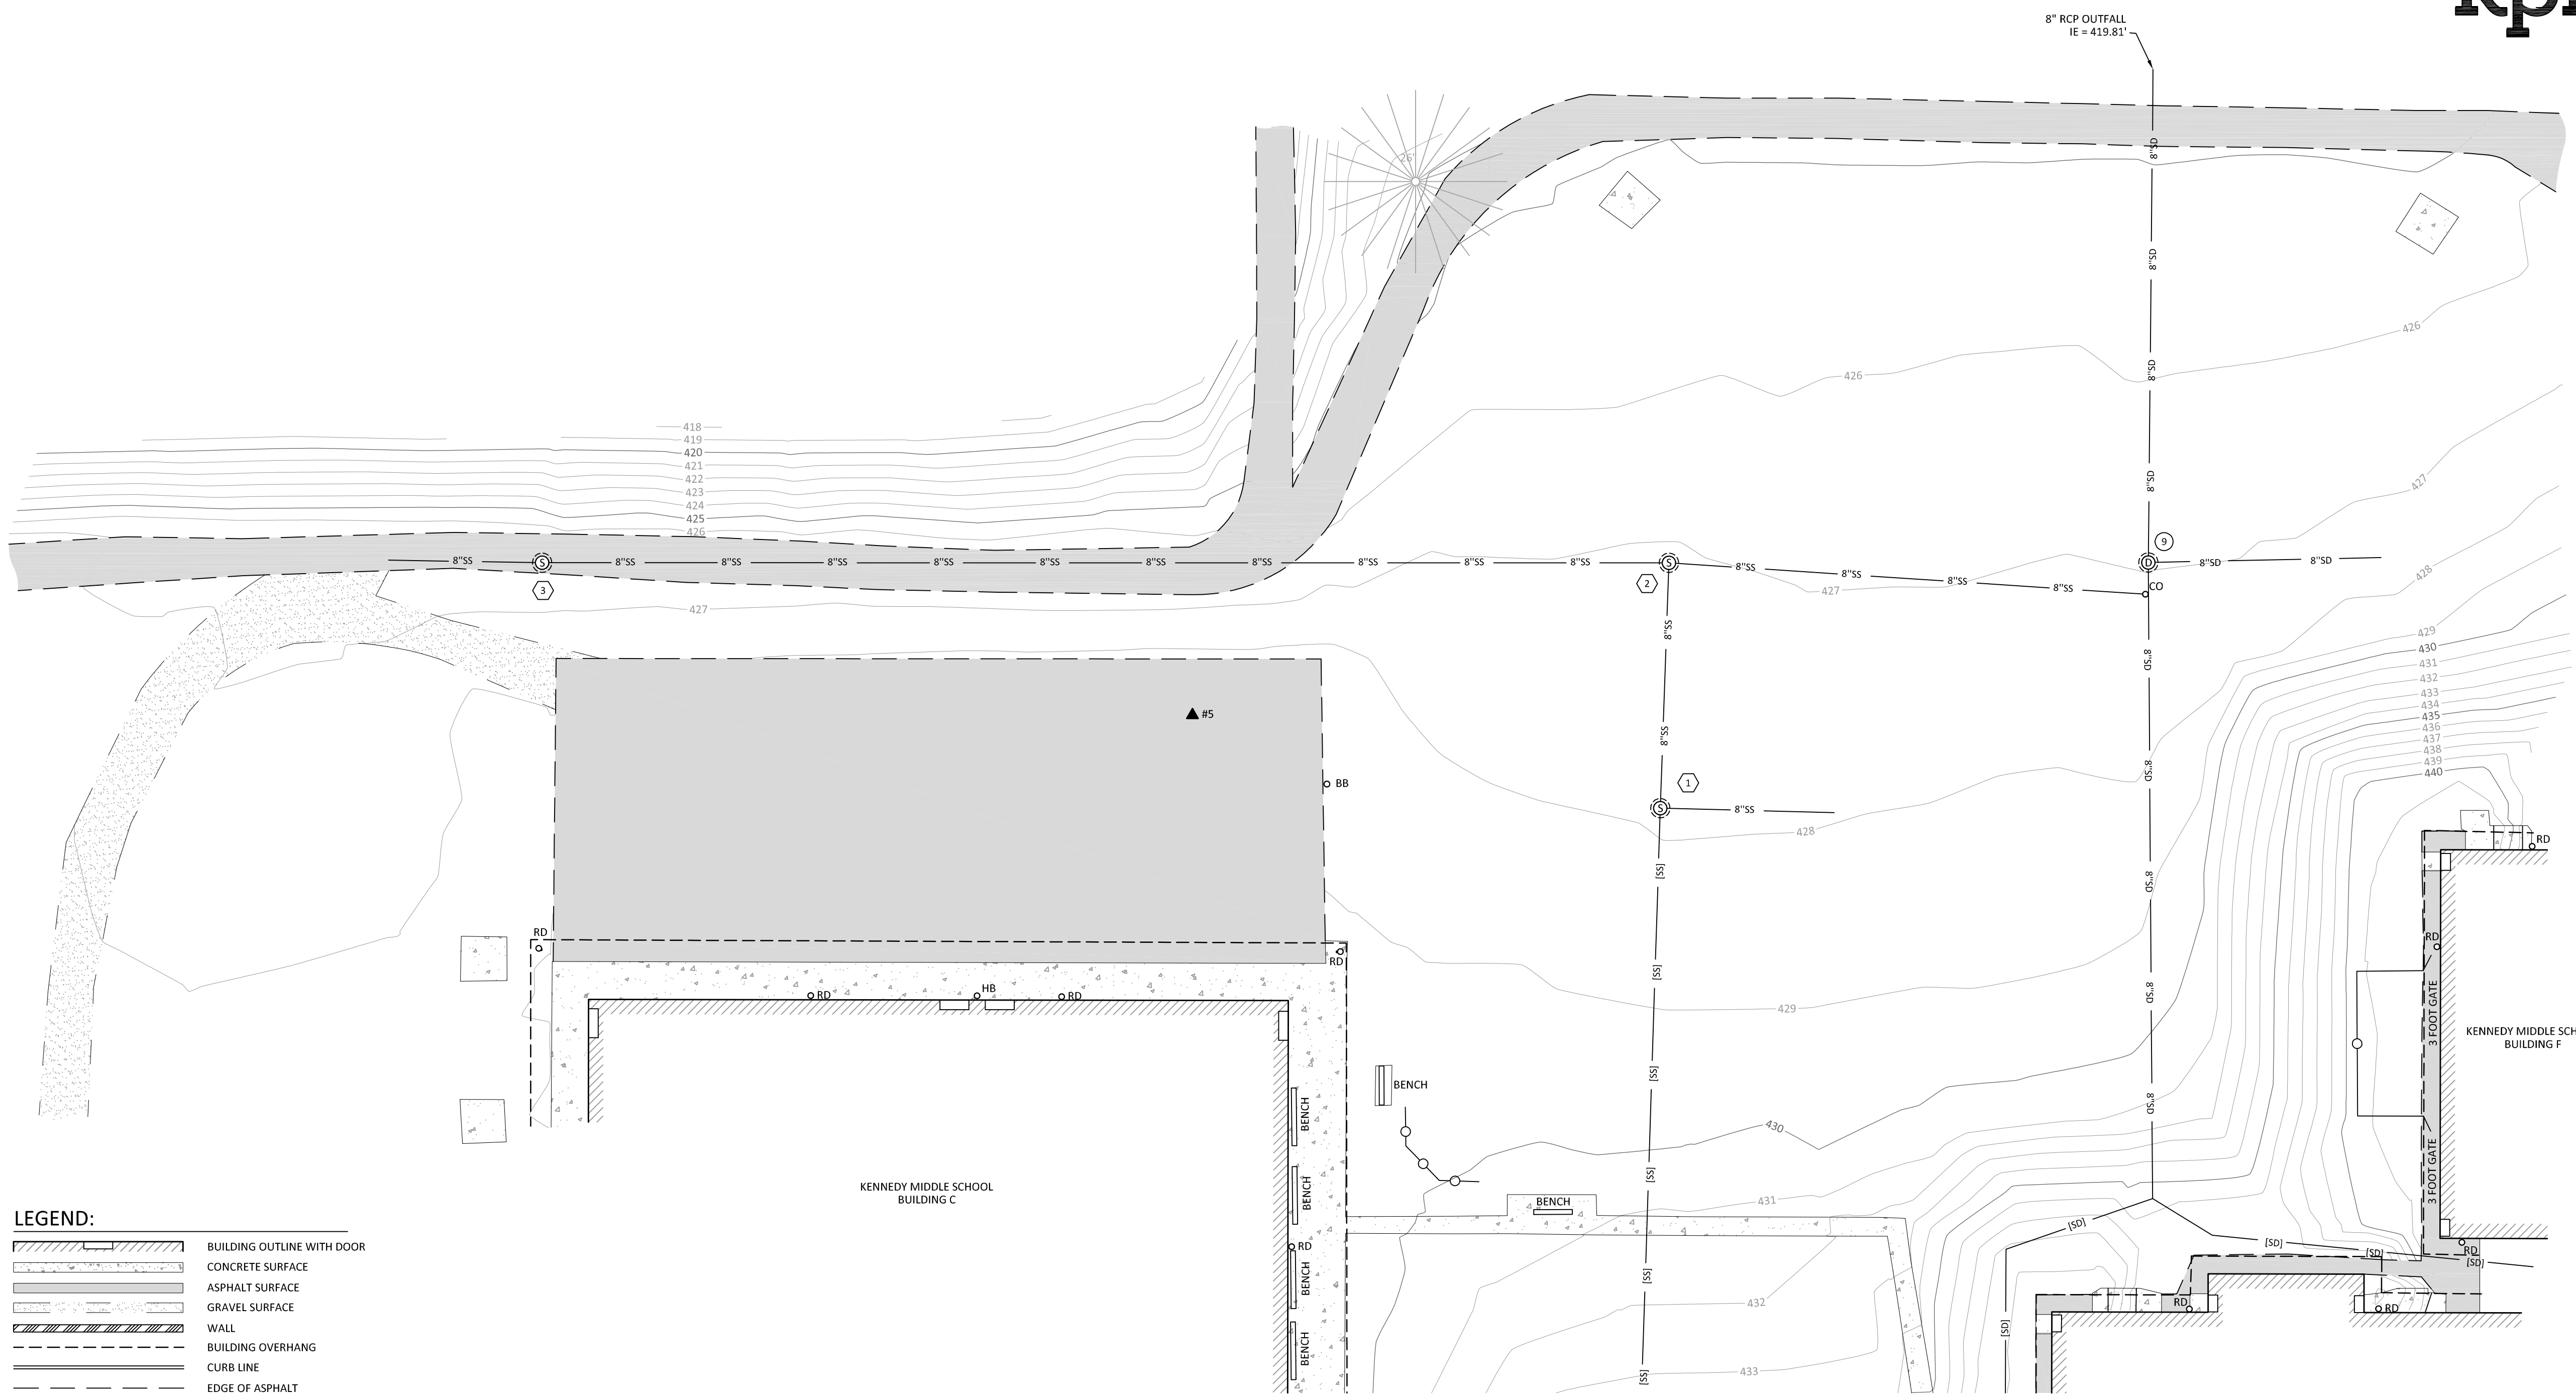 8" RCP OUTFALL
IE = 419.81'
26'
8"SD
8"SD
8"SD
8"SD
426
426
427
428
418
419
420
421
422
423
424
425
426
8"SS
S
8"SS
8"SS
8"SS
8"SS
8"SS
8"SS
8"SS
8"SS
8"SS
8"SS
S
8"SS
8"SS
8"SS
8"SS
9
D
8"SD
8"SD
CO
3
2
427
427
8"SS
8"SS
8"SD
8"SD
8"SD
8"SD
8"SD
429
430
431
432
433
434
435
436
437
438
439
440
#5
BB
1
S
8"SS
428
[SS]
[SS]
[SS]
[SS]
[SS]
[SS]
429
430
431
432
433
RD
RD
RD
HB
RD
RD
BENCH
BENCH
BENCH
BENCH
BENCH
BENCH
RD
KENNEDY MIDDLE SCHOOL
BUILDING C
RD
RD
3 FOOT GATE
3 FOOT GATE
KENNEDY MIDDLE SCH
BUILDING F
[SD]
[SD]
[SD]
[SD]
[SD]
RD
RD
RD
LEGEND:
BUILDING OUTLINE WITH DOOR
CONCRETE SURFACE
ASPHALT SURFACE
GRAVEL SURFACE
WALL
BUILDING OVERHANG
CURB LINE
EDGE OF ASPHALT